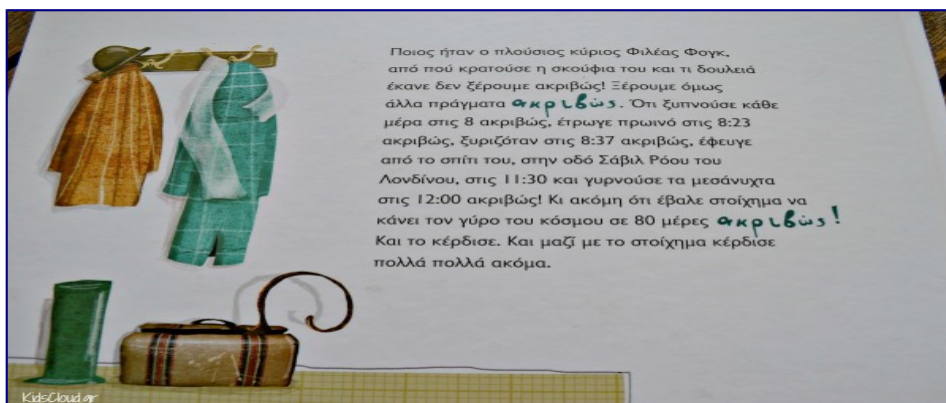 Ποιος ήταν ο πλούσιος κύριος Φιλέας Φογκ,
από πού κρατούσε η σκούφια του και τι δουλειά
έκανε δεν ξέρουμε ακριβώς! Ξέρουμε όμως
άλλα πράγματα ακριβώς. Ότι ξυπνούσε κάθε
μέρα στις 8 ακριβώς, έτρωγε πρωινό στις 8:23
ακριβώς, ξυριζόταν στις 8:37 ακριβώς, έφευγε
από το σπίτι του, στην οδό Σάβιλ Ρόου του
Λονδίνου, στις 11:30 και γυρνούσε τα μεσάνυχτα
στις 12:00 ακριβώς! Κι ακόμη ότι έβαλε στοίχημα να
κάνει τον γύρο του κόσμου σε 80 μέρες ακριβώς!
Και το κέρδισε. Και μαζί με το στοίχημα κέρδισε
πολλά πολλά ακόμα.
KidsCloud.gr